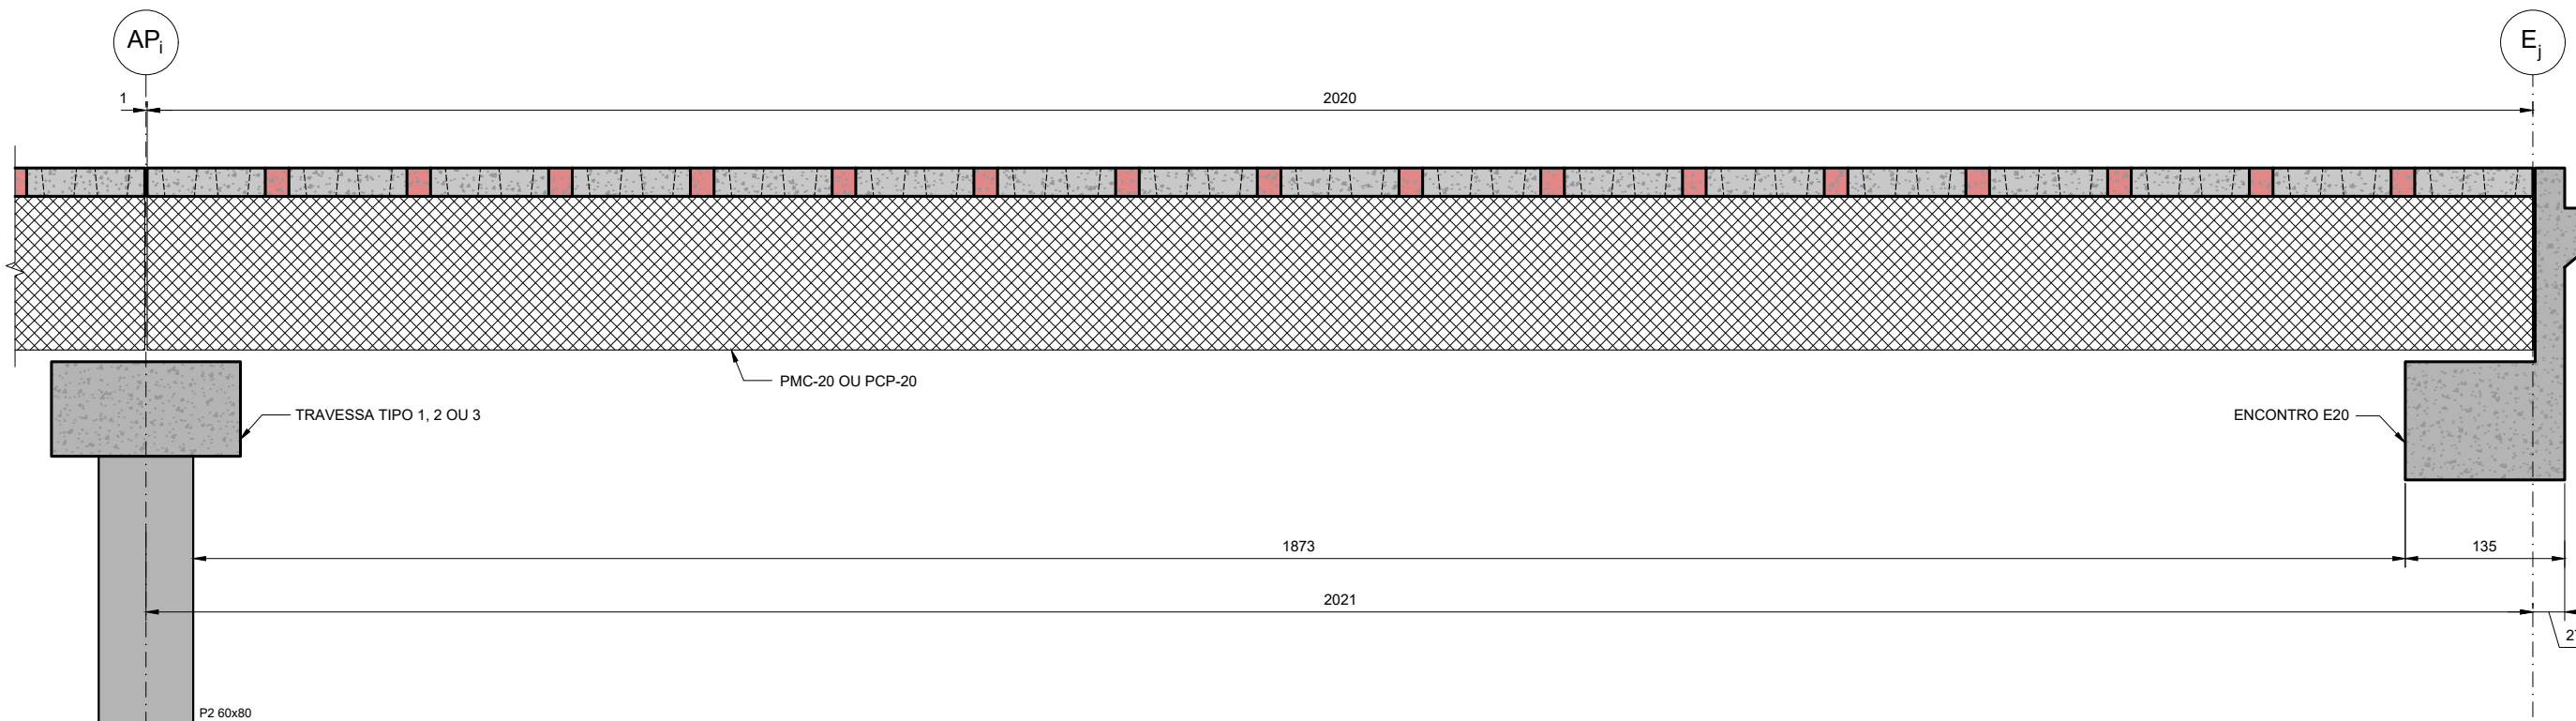 APi
Ej
1
2020
PMC-20 OU PCP-20
TRAVESSA TIPO 1, 2 OU 3
ENCONTRO E20
1873
135
2021
P2 60x80